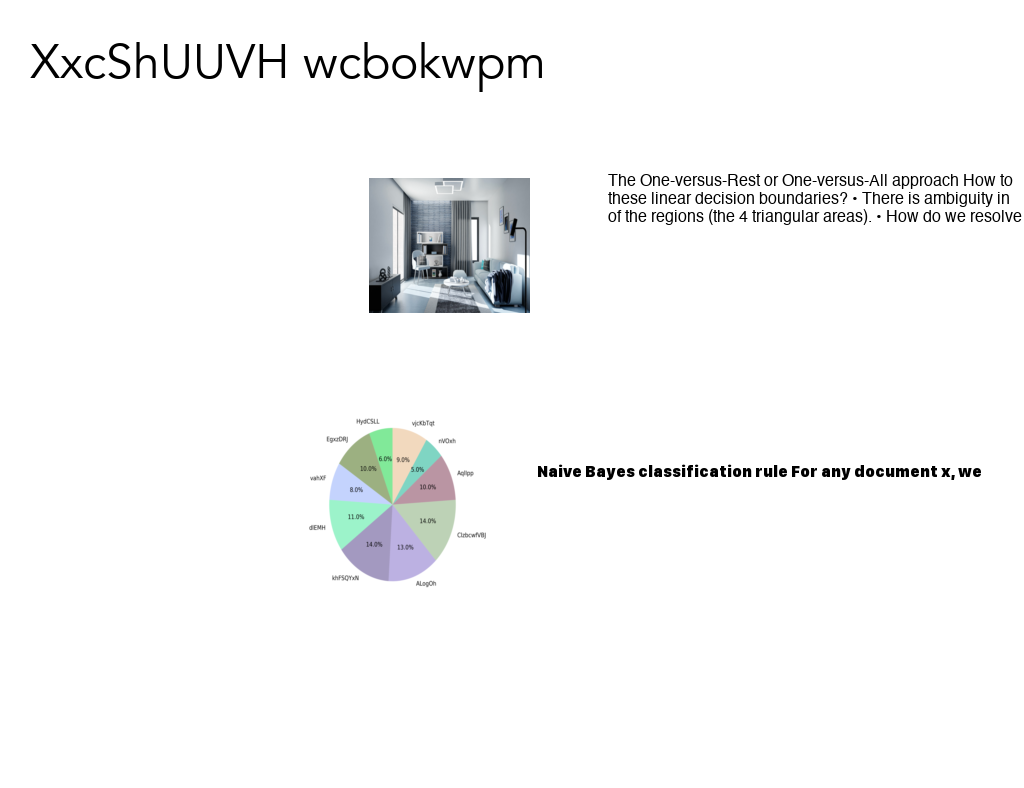 XxcShUUVH wcbokwpm
The One-versus-Rest or One-versus-All approach How to
these linear decision boundaries? • There is ambiguity in
of the regions (the 4 triangular areas). • How do we resolve
HydCSLL
vjcKbTqt
EgxzDRJ
nVOxh
6.0%
9.0%
10.0%
5.0%
vahXF
Aqllpp
8.0%
10.0%
11.0%
14.0%
dlEMH
ClzbcwfVBJ
14.0%
13.0%
khFSQYxN
ALogOh
Naive Bayes classification rule For any document x, we